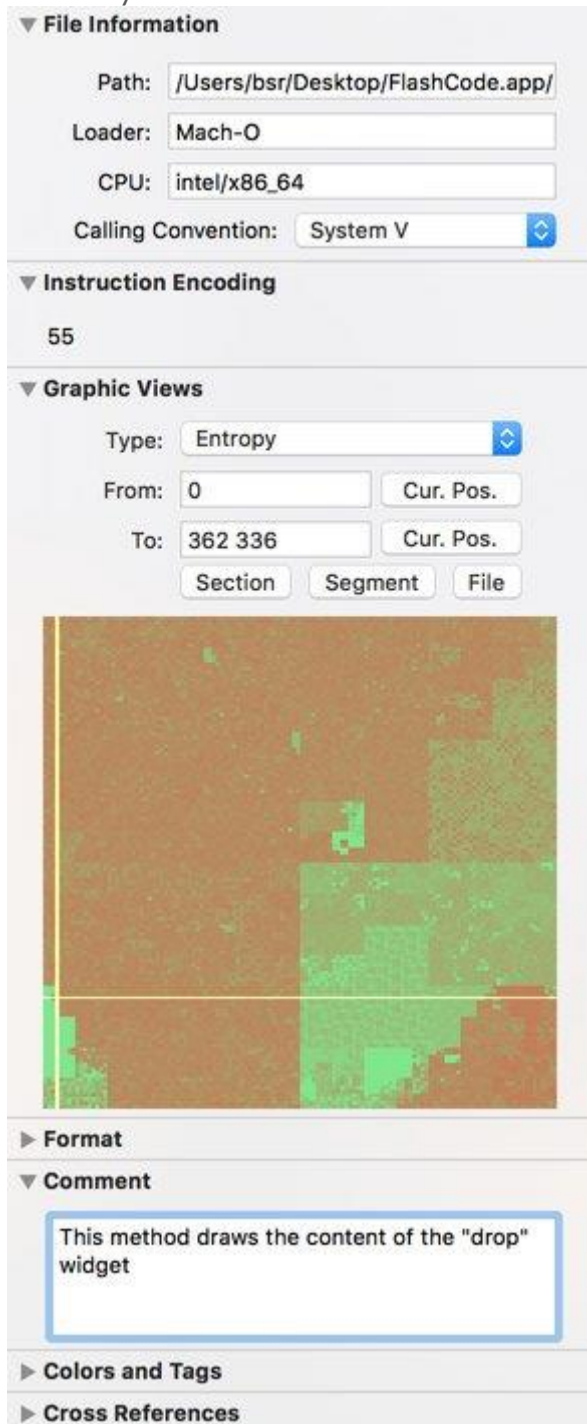 File Information
Path: /Users/bsr/Desktop/FlashCode.app/
Loader: Mach-O
CPU: intel/x86_64
Calling Convention: System V
Instruction Encoding
55
Graphic Views
Type: Entropy
From: 0 Cur. Pos.
To: 362 336 Cur. Pos.
Section Segment File
Format
Comment
This method draws the content of the "drop"
widget
Colors and Tags
Cross References